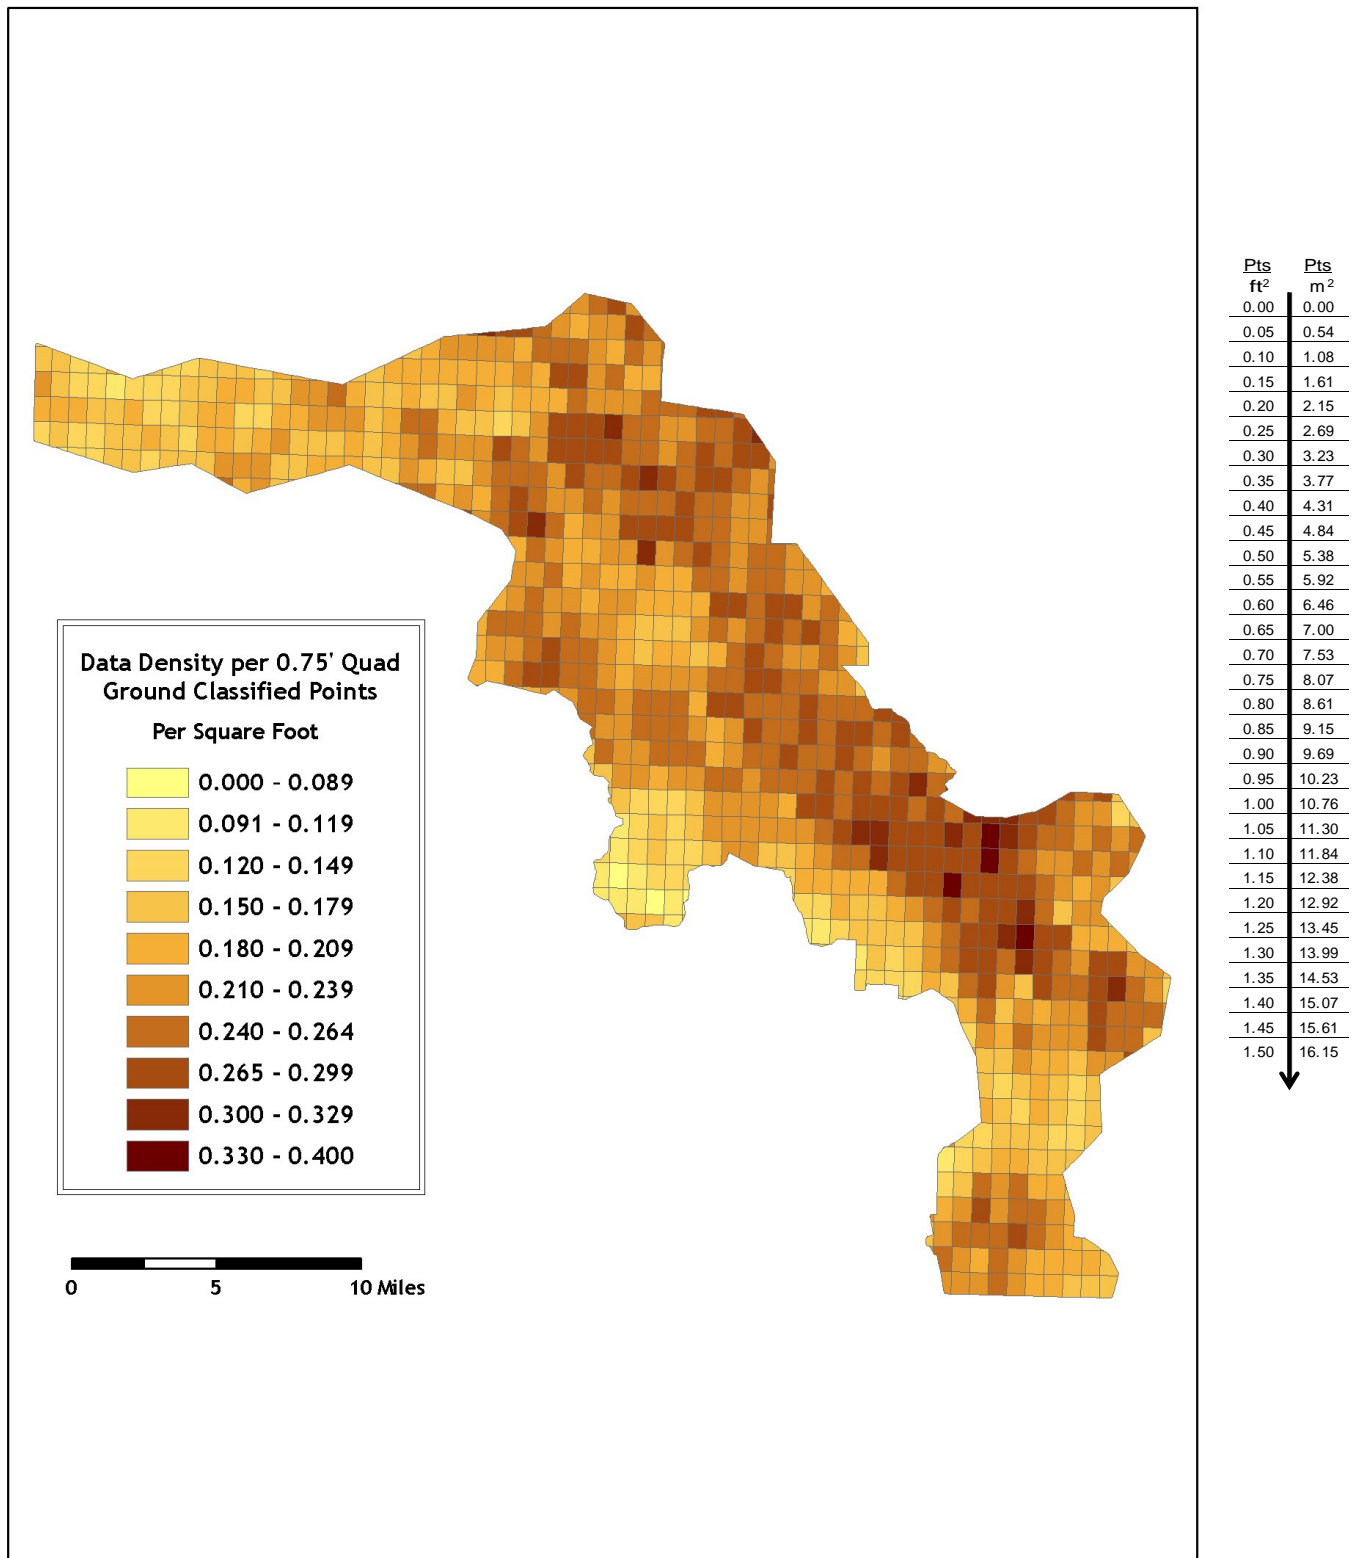 Data Density per 0.75' Quad
Ground Classified Points
Per Square Foot
0.000 - 0.089
0.091 - 0.119
0.120 - 0.149
0.150 - 0.179
0.180 - 0.209
0.210 - 0.239
0.240 - 0.264
0.265 - 0.299
0.300 - 0.329
0.330 - 0.400
0 5 10 Miles
Pts Pts
ft² m²
0.00 0.00
0.05 0.54
0.10 1.08
0.15 1.61
0.20 2.15
0.25 2.69
0.30 3.23
0.35 3.77
0.40 4.31
0.45 4.84
0.50 5.38
0.55 5.92
0.60 6.46
0.65 7.00
0.70 7.53
0.75 8.07
0.80 8.61
0.85 9.15
0.90 9.69
0.95 10.23
1.00 10.76
1.05 11.30
1.10 11.84
1.15 12.38
1.20 12.92
1.25 13.45
1.30 13.99
1.35 14.53
1.40 15.07
1.45 15.61
1.50 16.15